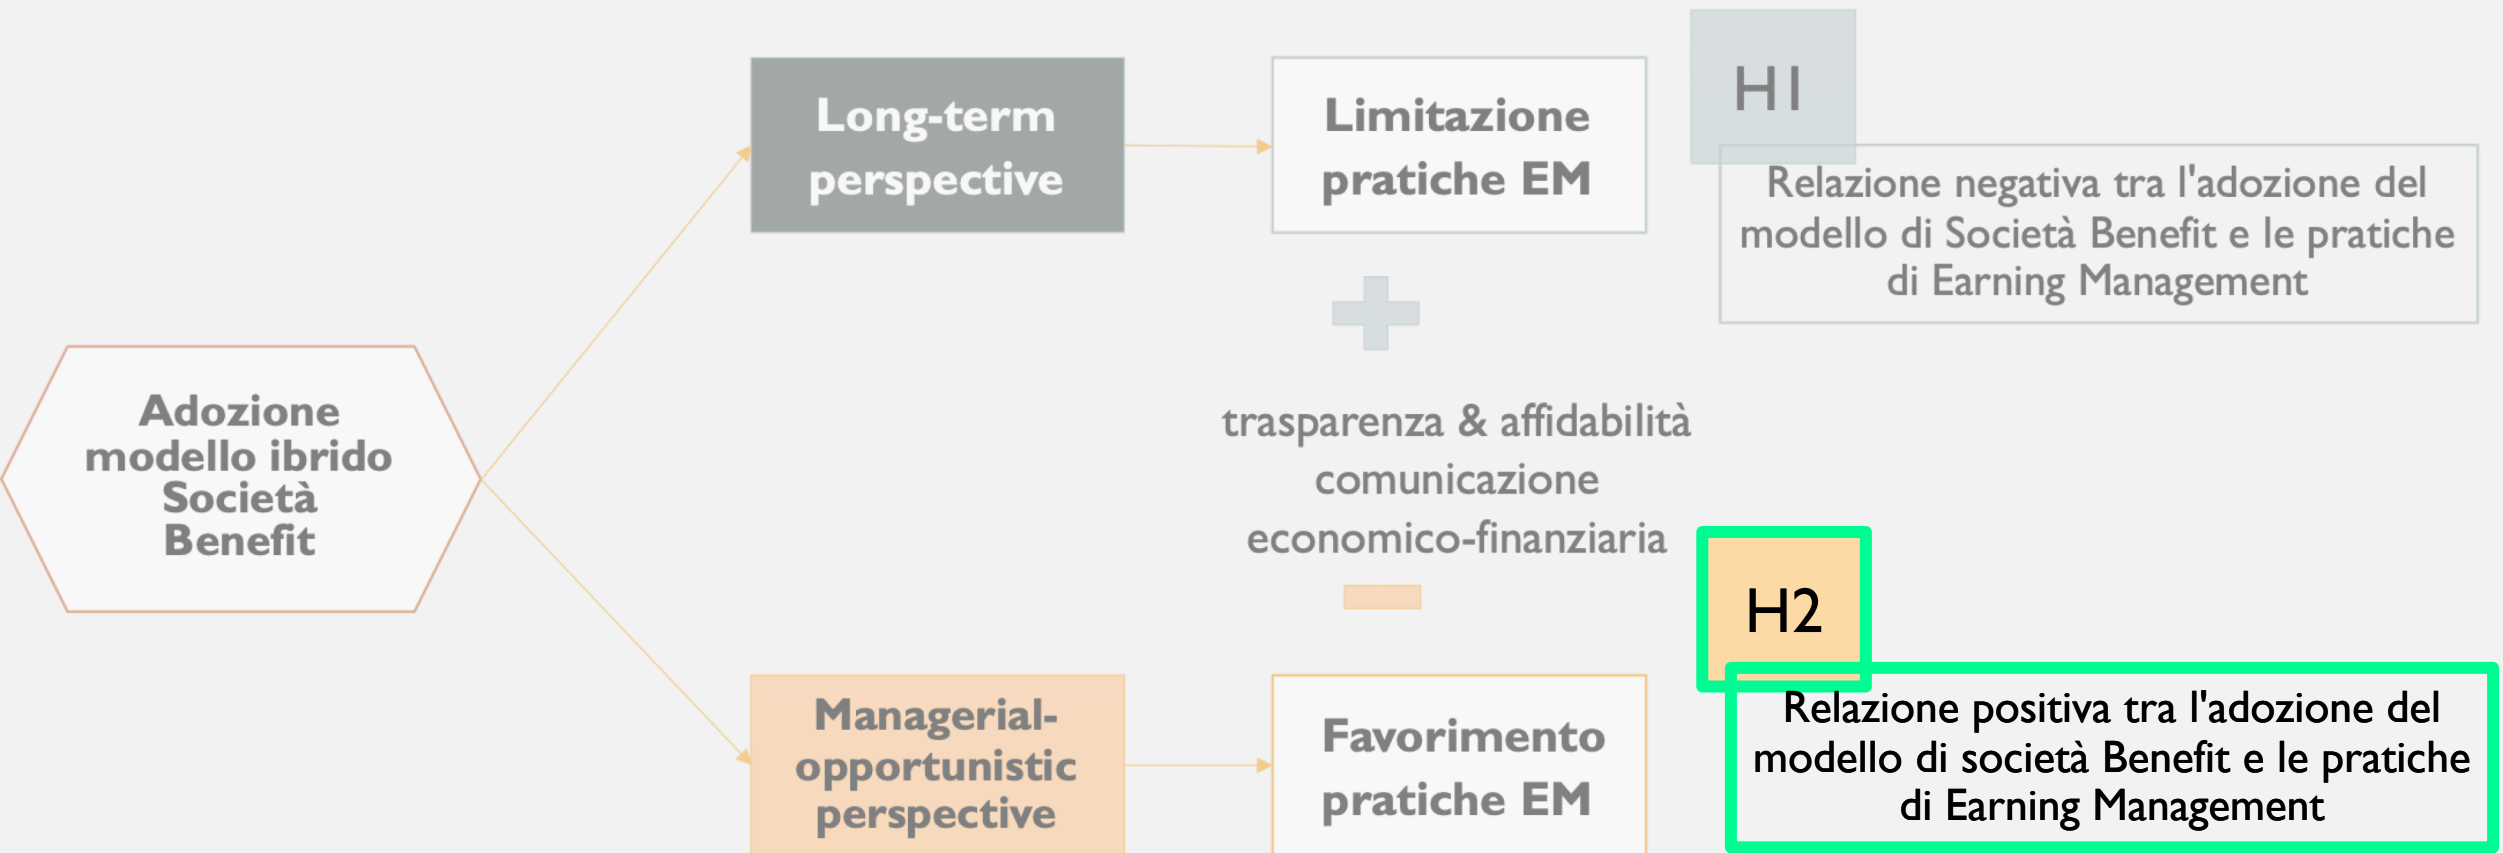 Adozione
modello ibrido
Società
Benefit
Long-term
perspective
Limitazione
pratiche EM
H1
Relazione negativa tra l'adozione del
modello di Società Benefit e le pratiche
di Earning Management
trasparenza & affidabilità
comunicazione
economico-finanziaria
Managerial-
opportunistic
perspective
Favorimento
pratiche EM
H2
Relazione positiva tra l'adozione del
modello di società Benefit e le pratiche
di Earning Management